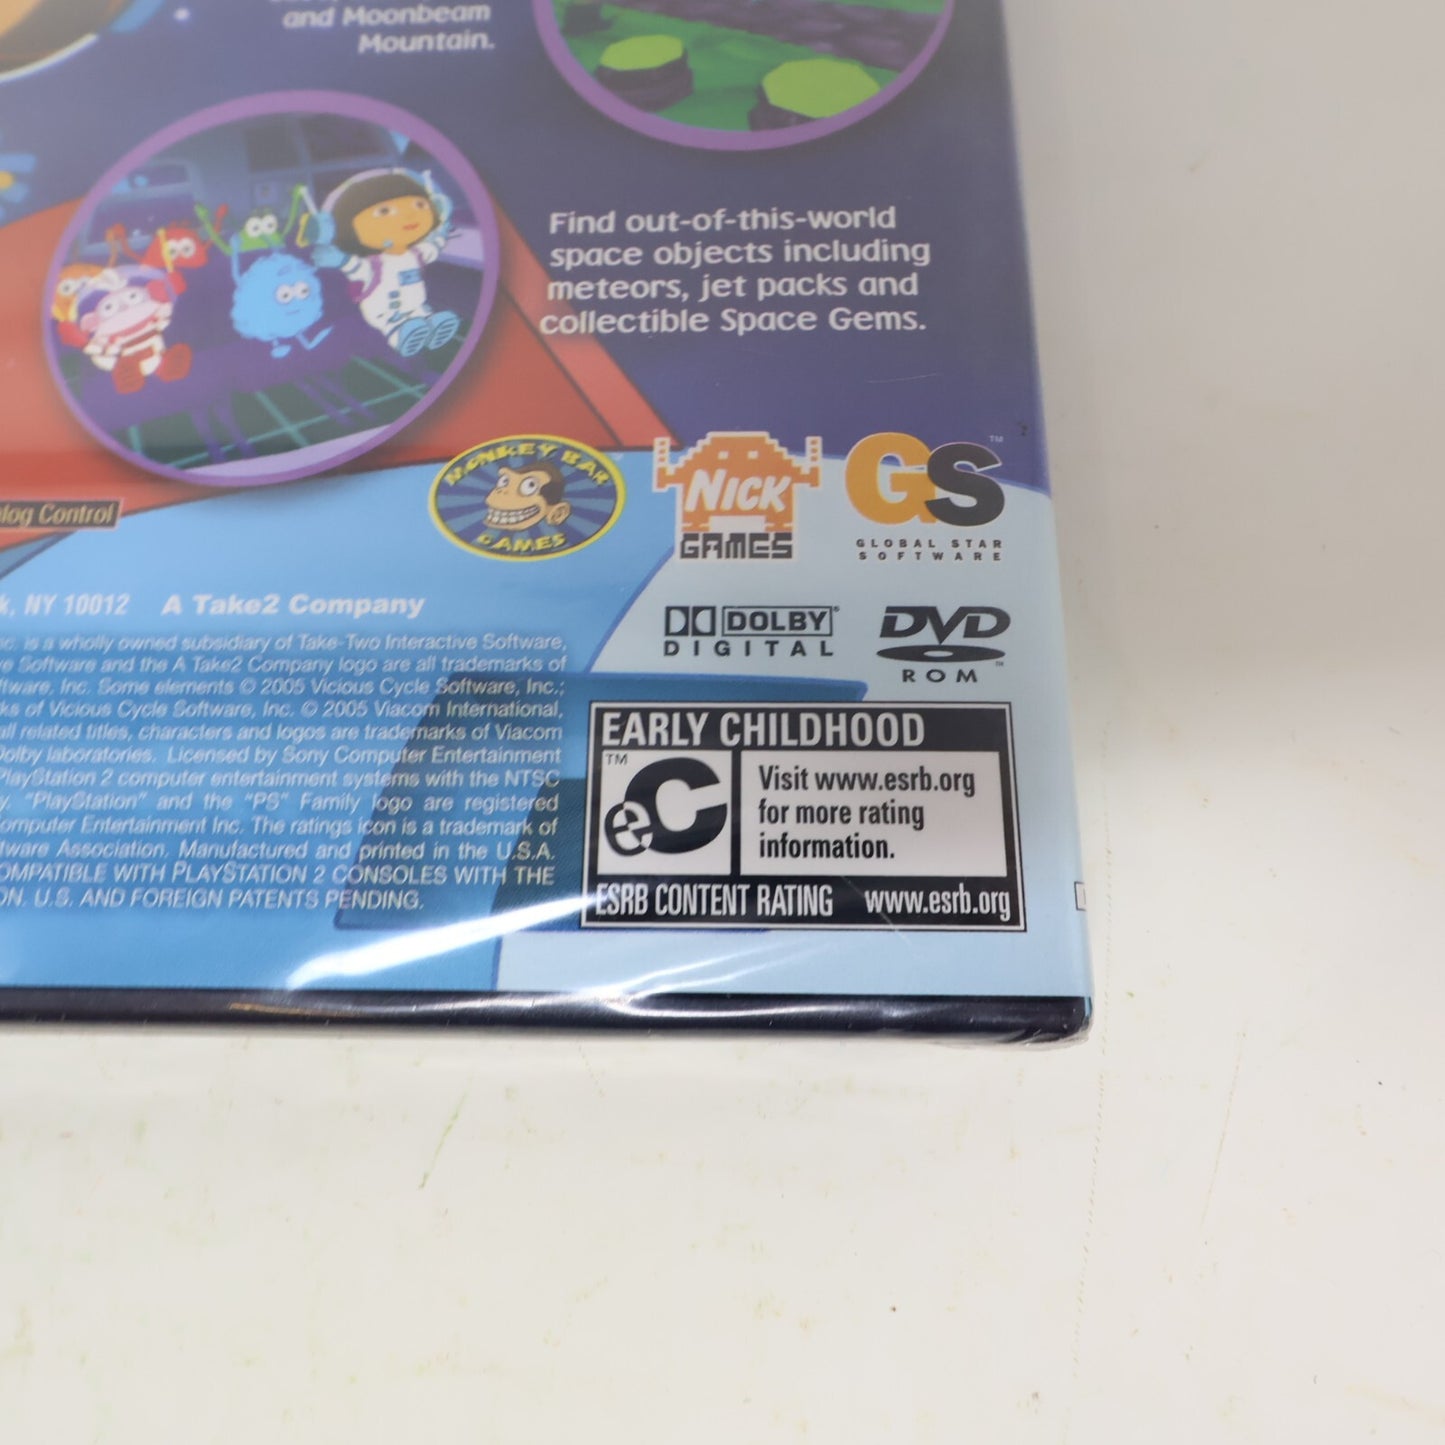 and Moonbeam
Mountain.
Find out-of-this-world
space objects including
meteors, jet packs and
collectible Space Gems.
Control
MONKEY BAR
GAMES
NICK
GAMES
GS™
GLOBAL STAR
SOFTWARE
NY 10012 A Take2 Company
DOLBY®
DIGITAL
DVD™
ROM
is a wholly owned subsidiary of Take-Two Interactive Software,
Software and the A Take2 Company logo are all trademarks of
Inc. Some elements © 2005 Vicious Cycle Software, Inc.;
of Vicious Cycle Software, Inc. © 2005 Viacom International,
all related titles, characters and logos are trademarks of Viacom
Dolby laboratories. Licensed by Sony Computer Entertainment
PlayStation 2 computer entertainment systems with the NTSC
"PlayStation" and the "PS" Family logo are registered
Computer Entertainment Inc. The ratings icon is a trademark of
Association. Manufactured and printed in the U.S.A.
WITH PLAYSTATION 2 CONSOLES WITH THE
U.S. AND FOREIGN PATENTS PENDING.
EARLY CHILDHOOD
™
eC
Visit www.esrb.org
for more rating
information.
ESRB CONTENT RATING www.esrb.org